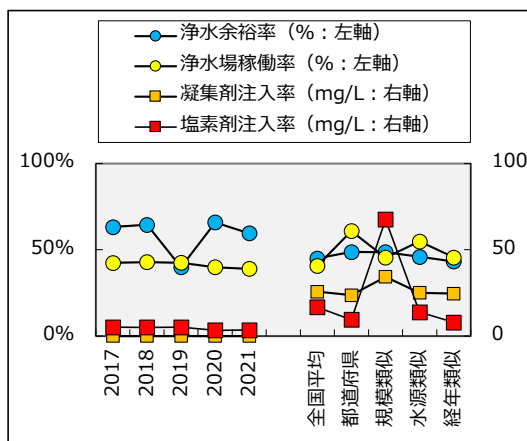 浄水余裕率（%：左軸）
浄水場稼働率（%：左軸）
凝集剤注入率（mg/L：右軸）
塩素剤注入率（mg/L：右軸）
100%
100
50%
50
0%
0
2017
2018
2019
2020
2021
全国平均
都道府県
規模類似
水源類似
経年類似